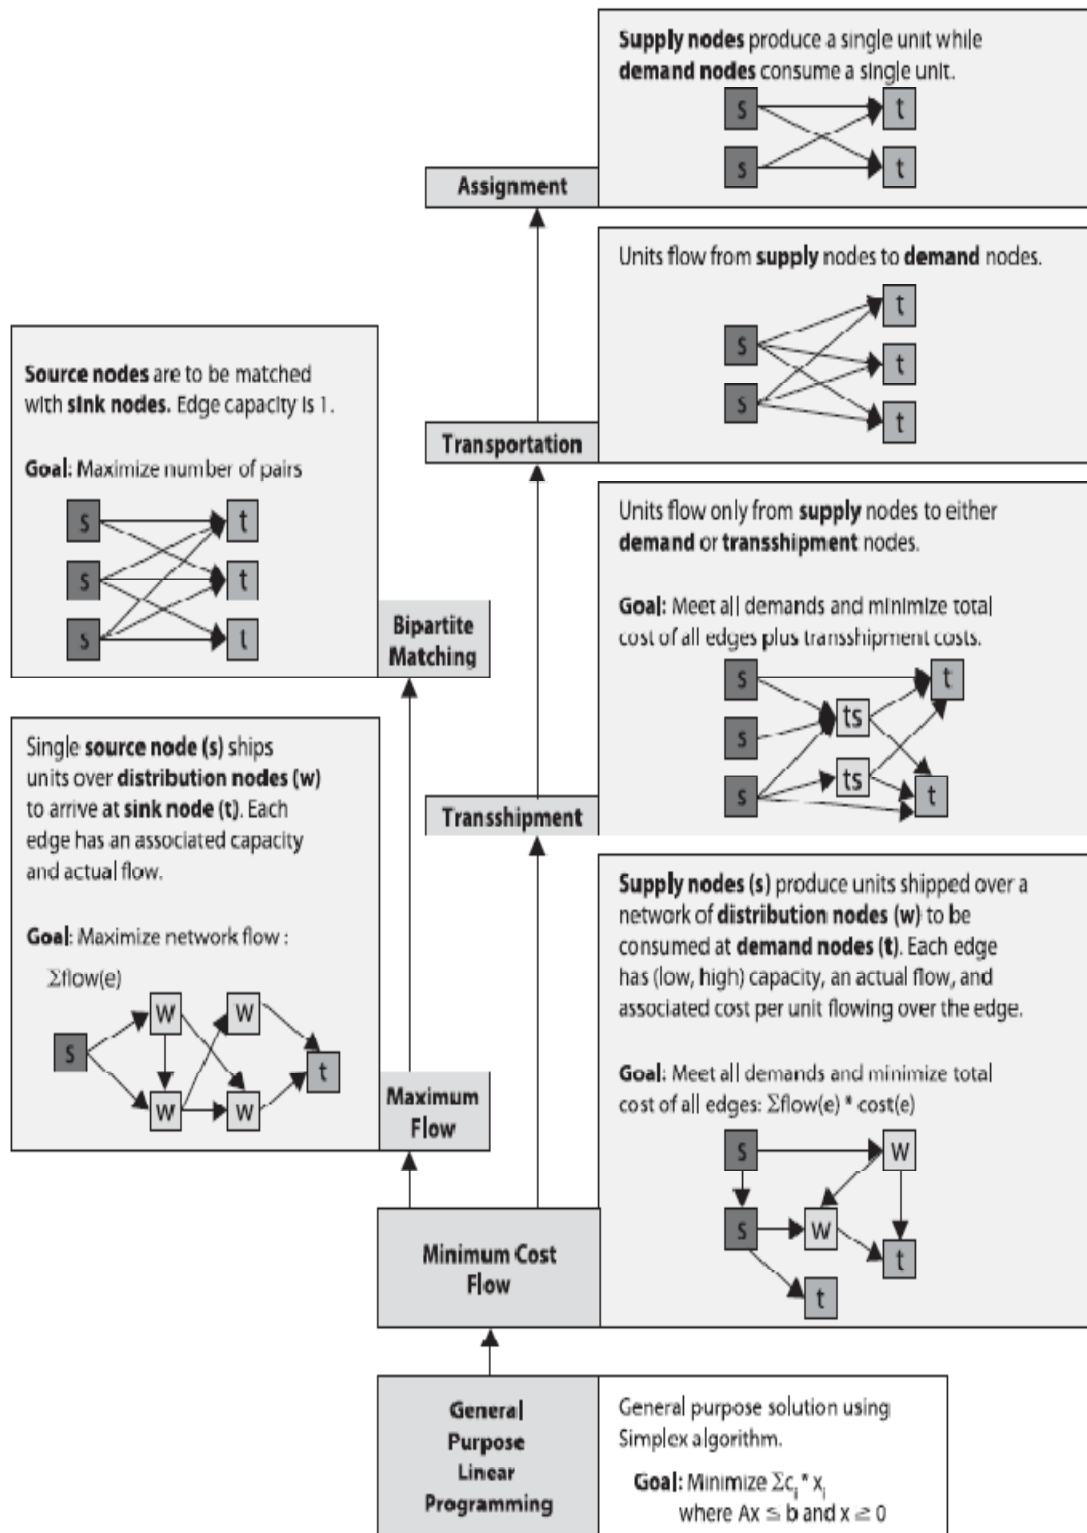 Supply nodes produce a single unit while
demand nodes consume a single unit.
s
t
s
t
Assignment
Units flow from supply nodes to demand nodes.
t
s
t
s
t
Transportation
Source nodes are to be matched
with sink nodes. Edge capacity is 1.
Goal: Maximize number of pairs
s
t
s
t
s
t
Bipartite
Matching
Units flow only from supply nodes to either
demand or transshipment nodes.
Goal: Meet all demands and minimize total
cost of all edges plus transshipment costs.
s
t
ts
s
ts
s
t
Transshipment
Single source node (s) ships
units over distribution nodes (w)
to arrive at sink node (t). Each
edge has an associated capacity
and actual flow.
Goal: Maximize network flow :
Σflow(e)
w
w
s
t
w
w
Maximum
Flow
Supply nodes (s) produce units shipped over a
network of distribution nodes (w) to be
consumed at demand nodes (t). Each edge
has (low, high) capacity, an actual flow, and
associated cost per unit flowing over the edge.
Goal: Meet all demands and minimize total
cost of all edges: Σflow(e) * cost(e)
s
w
s
w
t
t
Minimum Cost
Flow
General
Purpose
Linear
Programming
General purpose solution using
Simplex algorithm.
Goal: Minimize Σcᵢ * xᵢ
where Ax ≤ b and x ≥ 0